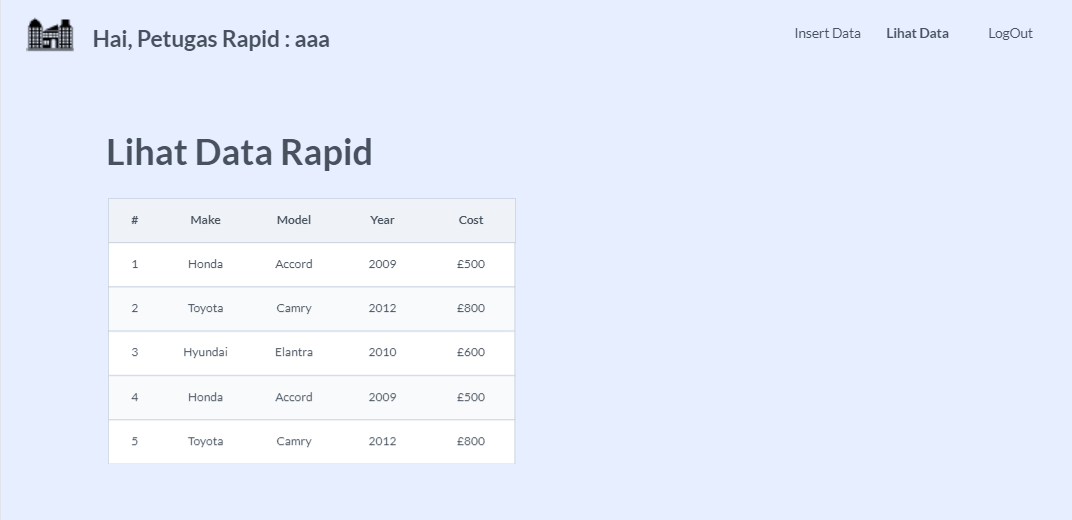 Hai, Petugas Rapid : aaa
Insert Data Lihat Data LogOut
Lihat Data Rapid
# Make Model Year Cost
1 Honda Accord 2009 £500
2 Toyota Camry 2012 £800
3 Hyundai Elantra 2010 £600
4 Honda Accord 2009 £500
5 Toyota Camry 2012 £800